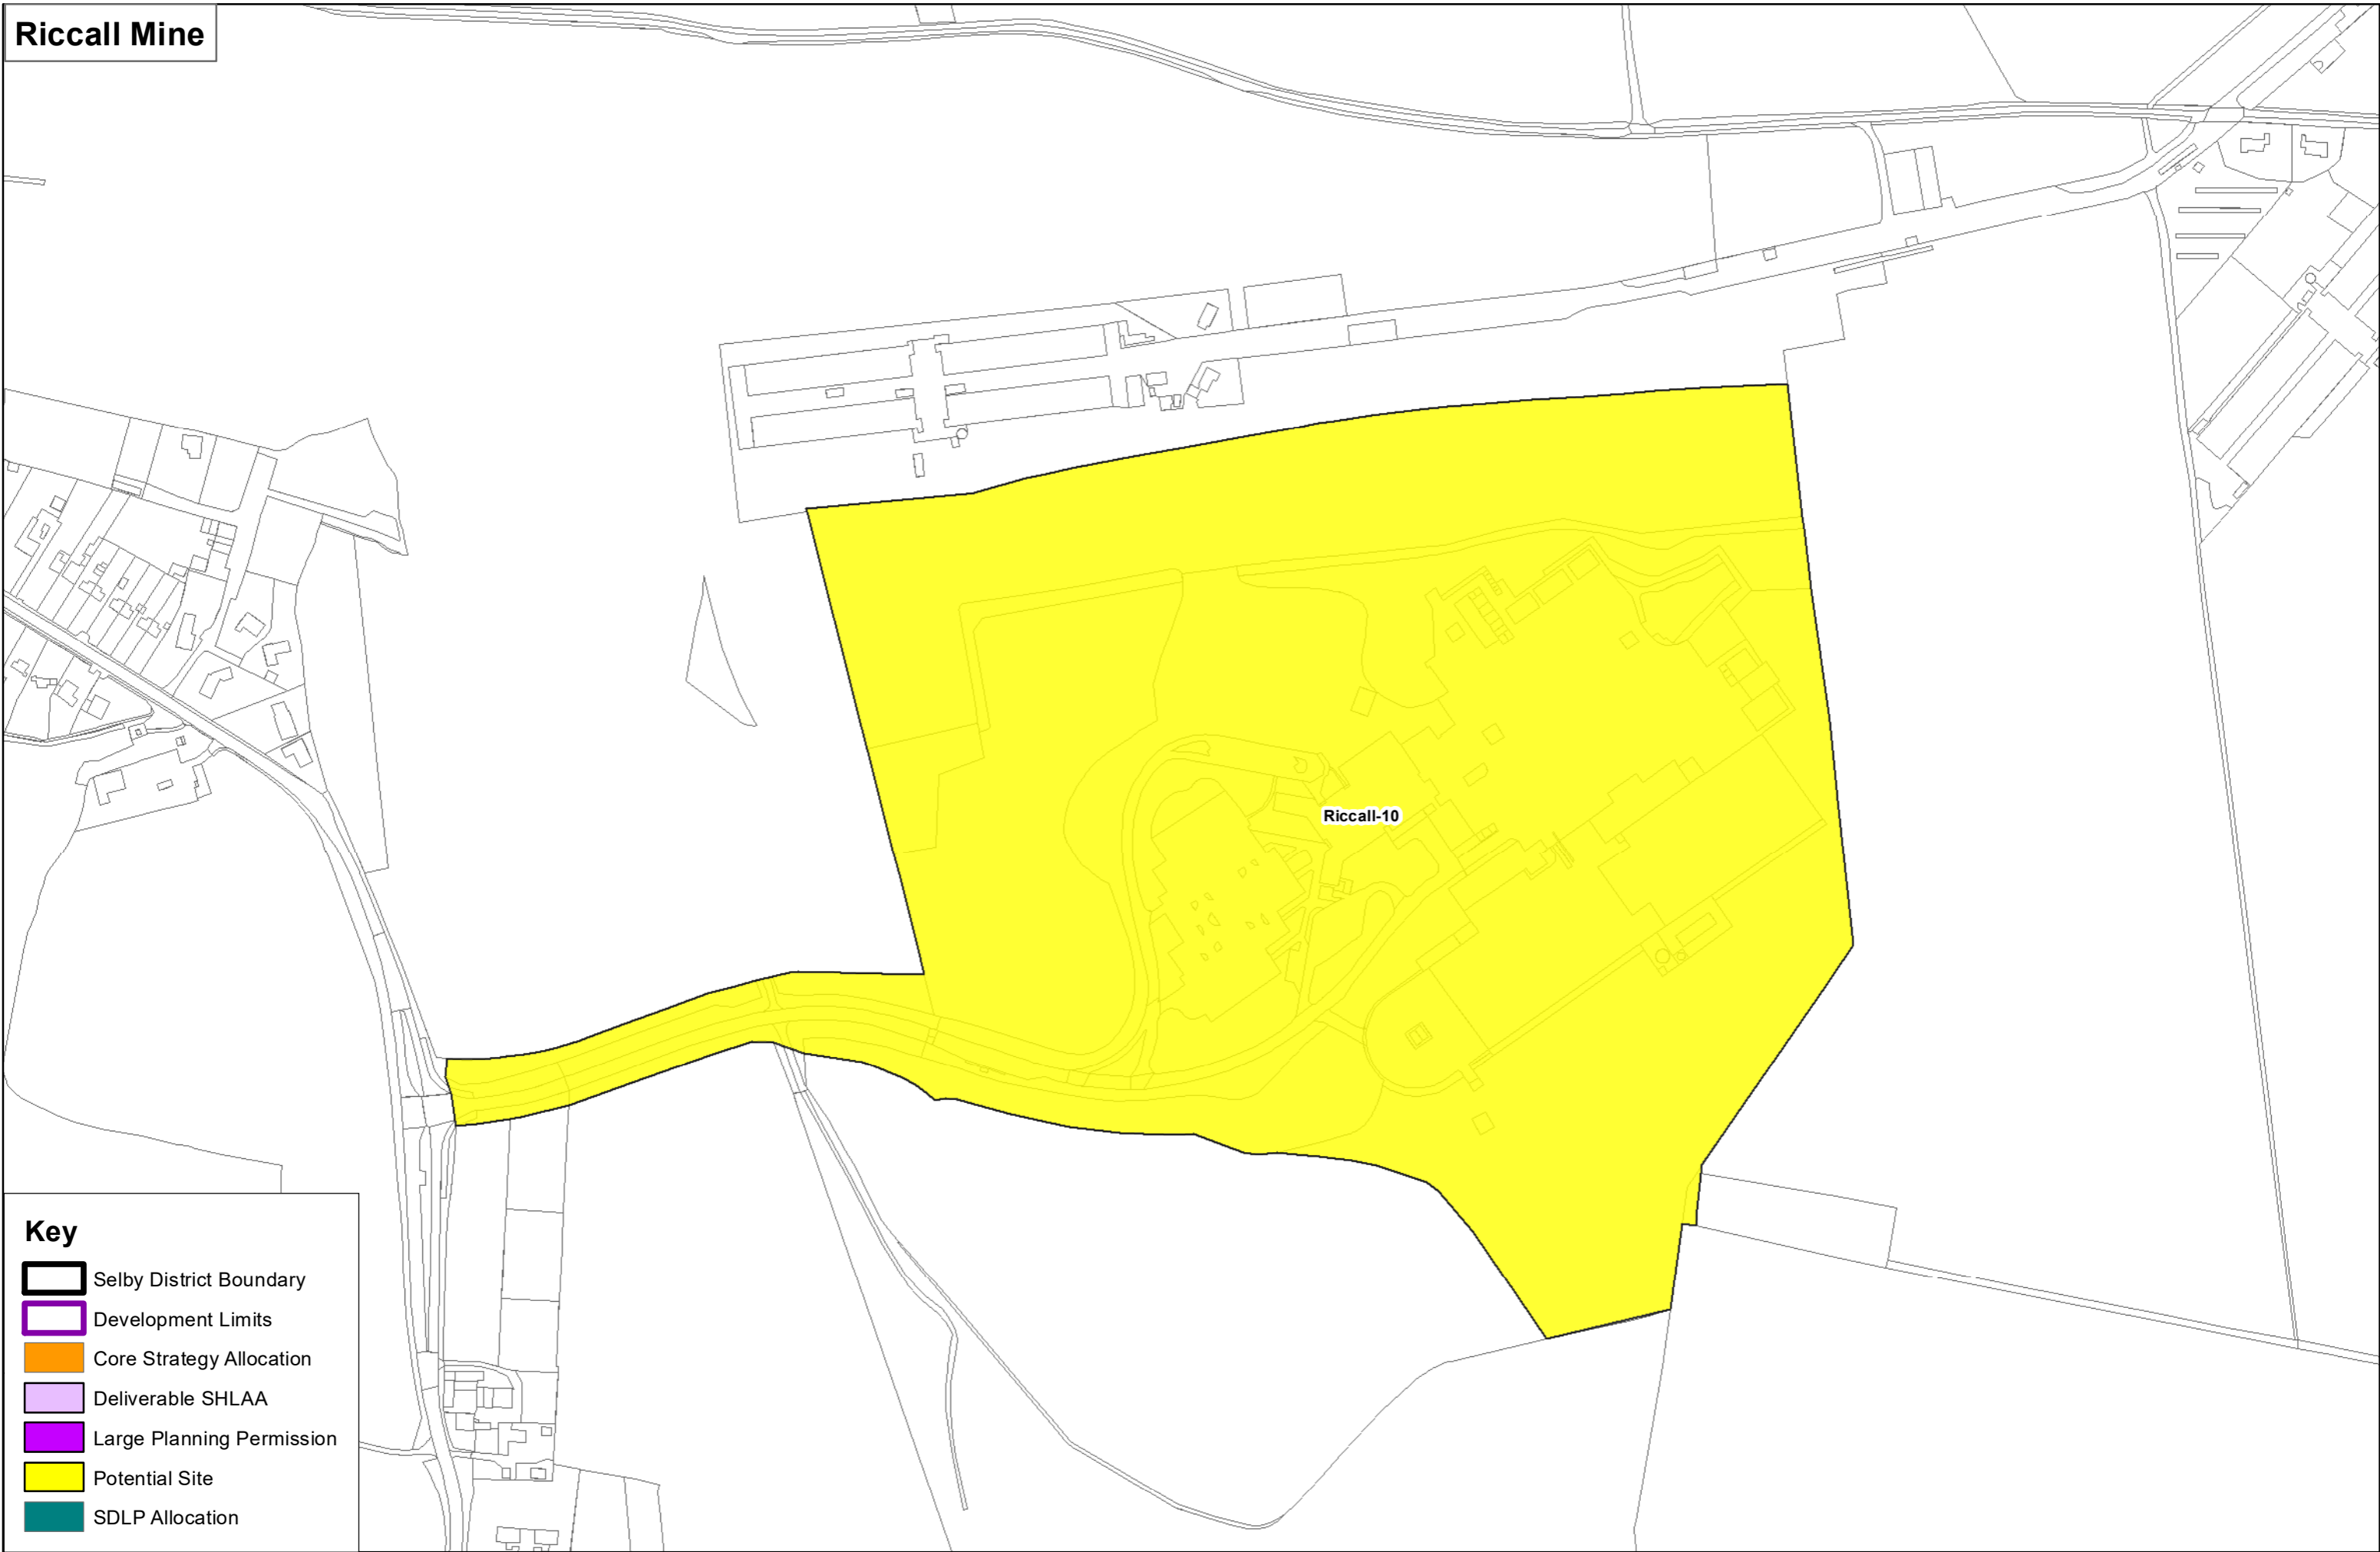 Riccall Mine
Riccall-10
Key
Selby District Boundary
Development Limits
Core Strategy Allocation
Deliverable SHLAA
Large Planning Permission
Potential Site
SDLP Allocation